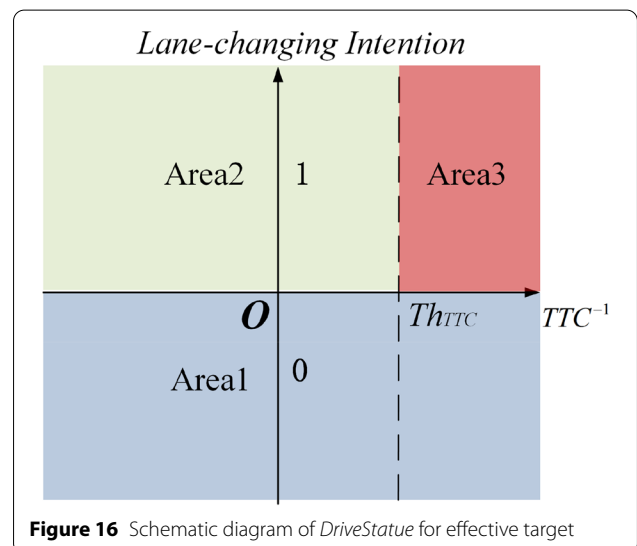 Lane-changing Intention
Area2 1 Area3
O Th_TTC TTC⁻¹
Area1 0
Figure 16 Schematic diagram of DriveStatue for effective target